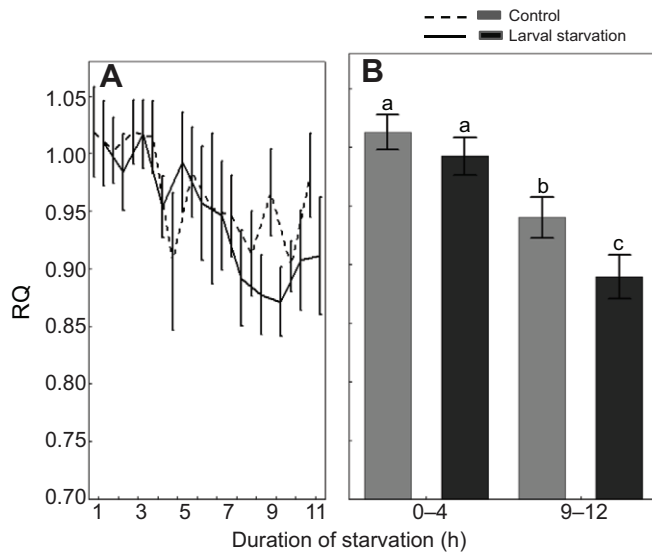 Control
Larval starvation
A
B
1.05
1.00
0.95
0.90
0.85
0.80
0.75
0.70
RQ
a
a
b
c
1 3 5 7 9 11
0–4 9–12
Duration of starvation (h)